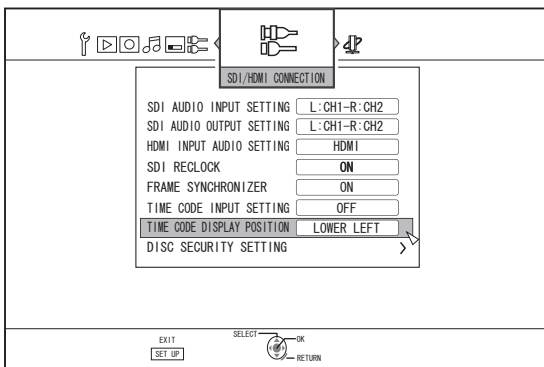 SDI/HDMI CONNECTION
SDI AUDIO INPUT SETTING L:CH1-R:CH2
SDI AUDIO OUTPUT SETTING L:CH1-R:CH2
HDMI INPUT AUDIO SETTING HDMI
SDI RECLOCK ON
FRAME SYNCHRONIZER ON
TIME CODE INPUT SETTING OFF
TIME CODE DISPLAY POSITION LOWER LEFT
DISC SECURITY SETTING
EXIT
SET UP
SELECT
OK
RETURN